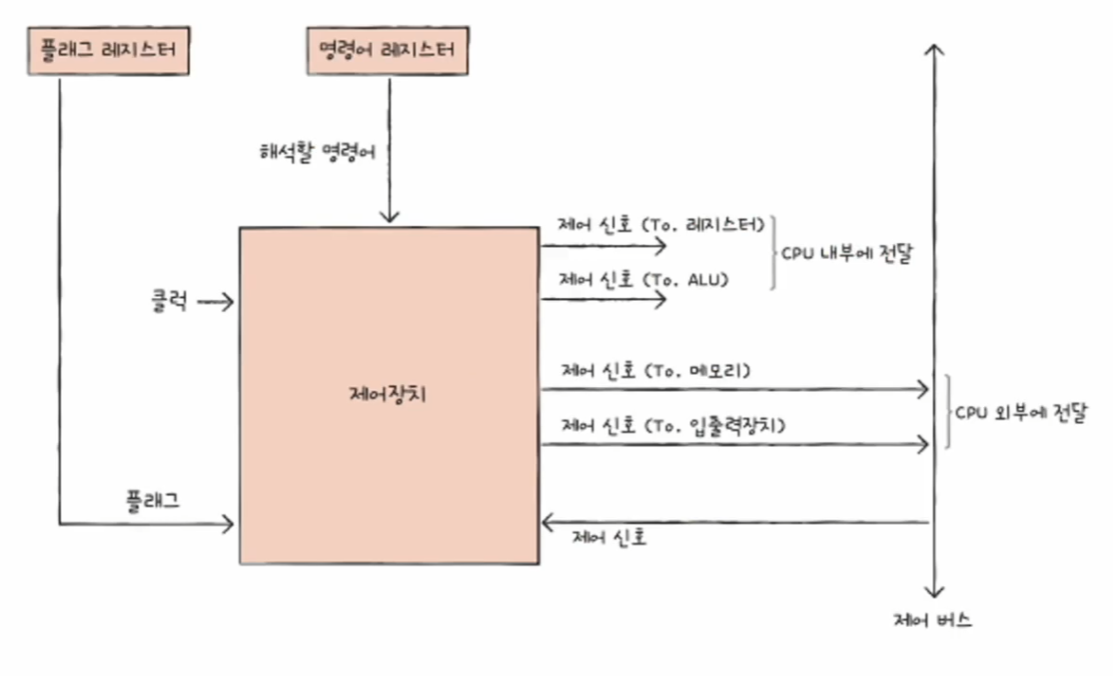 플래그 레지스터
명령어 레지스터
해석할 명령어
제어 신호 (To. 레지스터)
CPU 내부에 전달
제어 신호 (To. ALU)
클럭
제어장치
제어 신호 (To. 메모리)
CPU 외부에 전달
제어 신호 (To. 입출력장치)
플래그
제어 신호
제어 버스